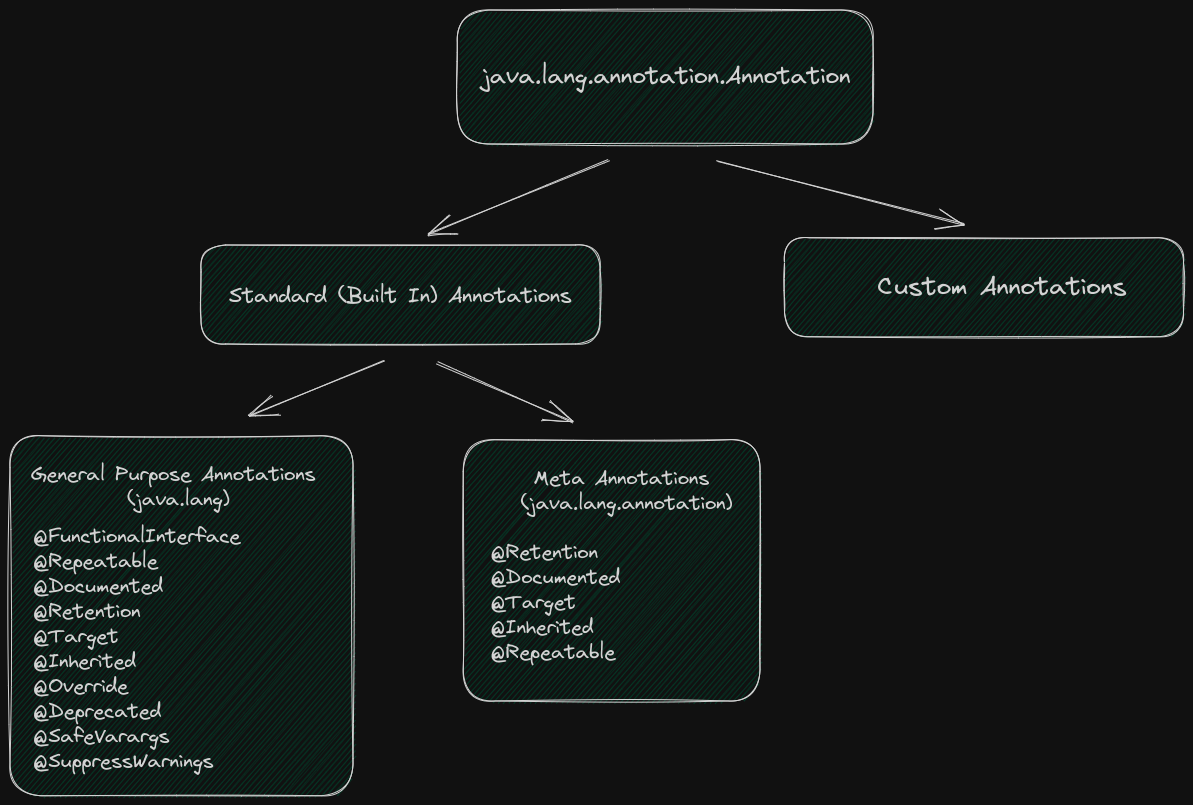 java.lang.annotation.Annotation
Standard (Built In) Annotations
Custom Annotations
General Purpose Annotations
(java.lang)
@FunctionalInterface
@Repeatable
@Documented
@Retention
@Target
@Inherited
@Override
@Deprecated
@SafeVarargs
@SuppressWarnings
Meta Annotations
(java.lang.annotation)
@Retention
@Documented
@Target
@Inherited
@Repeatable